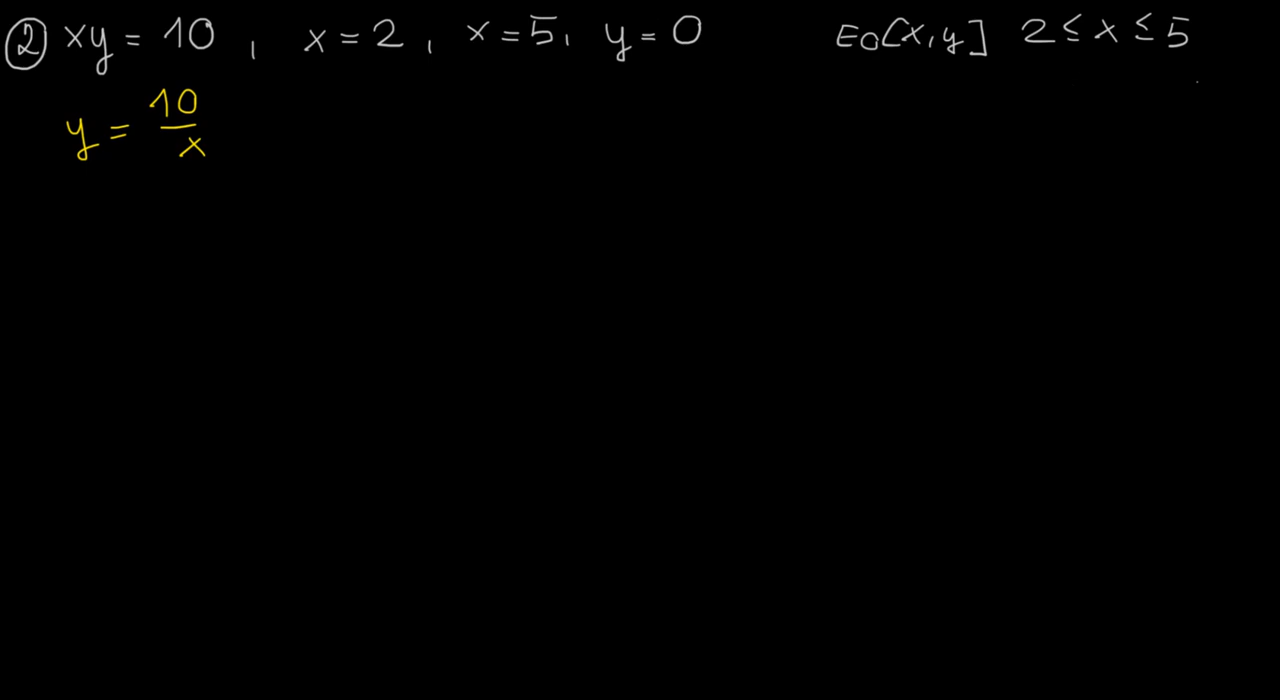 ② xy = 10 , x = 2 , x = 5 , y = 0 EO[x,y] 2 ≤ x ≤ 5
y = 10/x